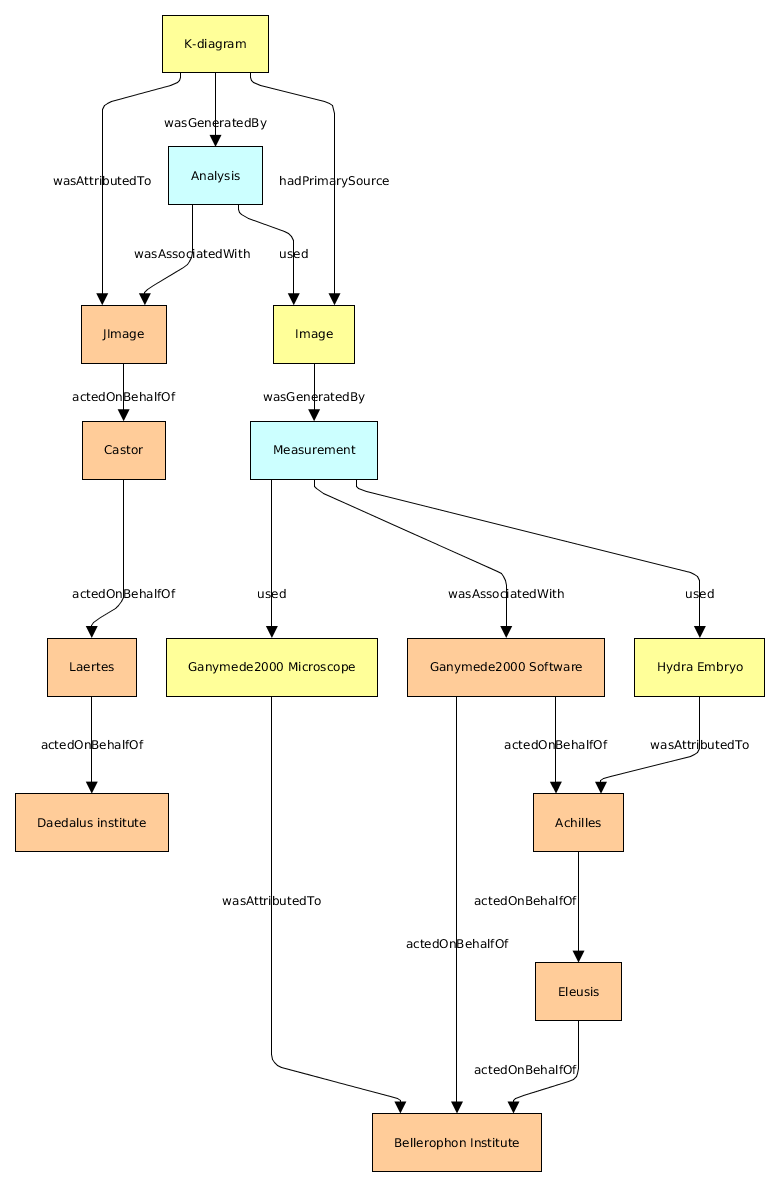 K-diagram
wasGeneratedBy
Analysis
wasAttributedTo
hadPrimarySource
wasAssociatedWith
used
JImage
Image
actedOnBehalfOf
wasGeneratedBy
Castor
Measurement
actedOnBehalfOf
used
wasAssociatedWith
used
Laertes
Ganymede2000 Microscope
Ganymede2000 Software
Hydra Embryo
actedOnBehalfOf
actedOnBehalfOf
wasAttributedTo
Daedalus institute
Achilles
wasAttributedTo
actedOnBehalfOf
actedOnBehalfOf
Eleusis
actedOnBehalfOf
Bellerophon Institute